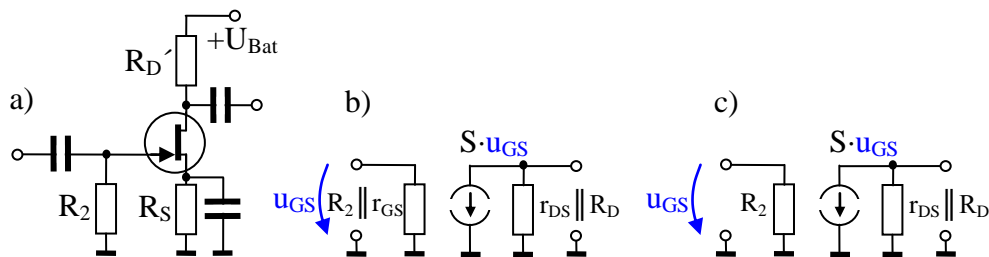 a)
R_D´
+U_Bat
R_2
R_S
b)
u_GS
R_2 || r_GS
S·u_GS
r_DS || R_D
c)
u_GS
R_2
S·u_GS
r_DS || R_D